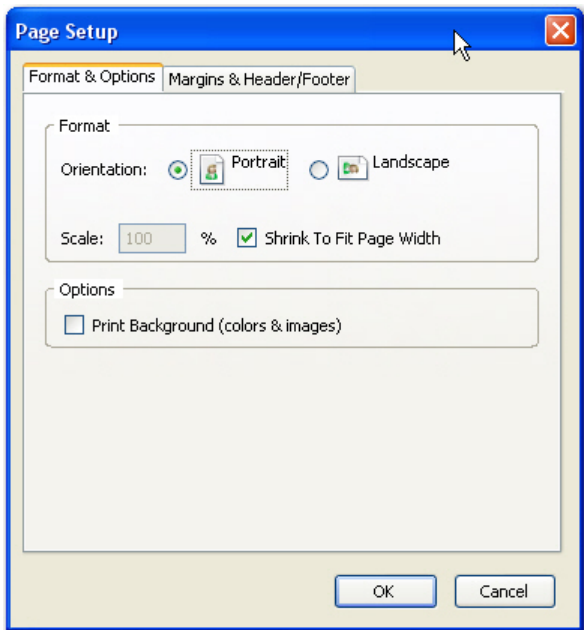 Page Setup
Format & Options Margins & Header/Footer
Format
Orientation: Portrait Landscape
Scale: 100 % Shrink To Fit Page Width
Options
Print Background (colors & images)
OK Cancel